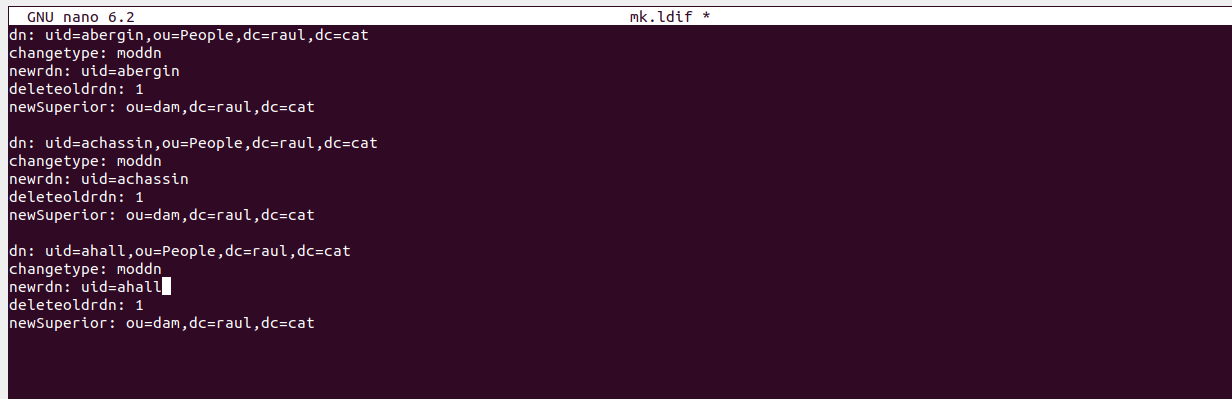 GNU nano 6.2 mk.ldif *
dn: uid=abergin,ou=People,dc=raul,dc=cat
changetype: moddn
newrdn: uid=abergin
deleteoldrdn: 1
newSuperior: ou=dam,dc=raul,dc=cat
dn: uid=achassin,ou=People,dc=raul,dc=cat
changetype: moddn
newrdn: uid=achassin
deleteoldrdn: 1
newSuperior: ou=dam,dc=raul,dc=cat
dn: uid=ahall,ou=People,dc=raul,dc=cat
changetype: moddn
newrdn: uid=ahall
deleteoldrdn: 1
newSuperior: ou=dam,dc=raul,dc=cat